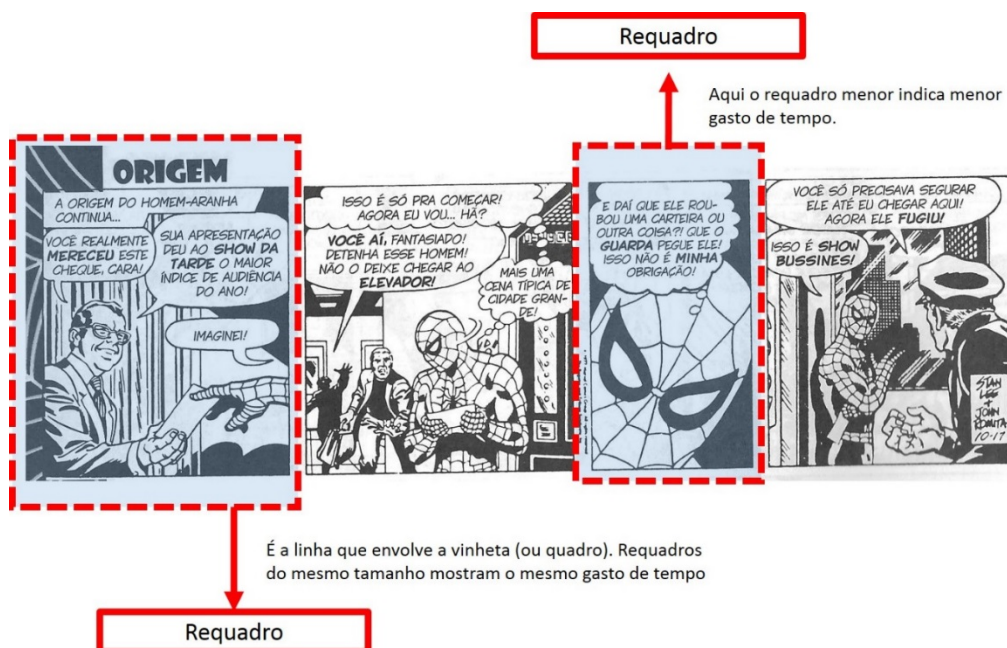 Requadro
Aqui o requadro menor indica menor
gasto de tempo.
ORIGEM
A ORIGEM DO HOMEM-ARANHA
CONTINUA...
VOCÊ REALMENTE
MERECEU ESTE
CHEQUE, CARA!
SUA APRESENTAÇÃO
DEU AO SHOW DA
TARDE O MAIOR
ÍNDICE DE AUDIÊNCIA
DO ANO!
IMAGINEI!
ISSO É SÓ PRA COMEÇAR!
AGORA EU VOU... HÃ?
VOCÊ AÍ, FANTASIADO!
DETENHA ESSE HOMEM!
NÃO O DEIXE CHEGAR AO
ELEVADOR!
MAIS UMA
CENA TÍPICA DE
CIDADE GRAN-
DE!
E DAÍ QUE ELE ROU-
BOU UMA CARTEIRA OU
OUTRA COISA?! QUE O
GUARDA PEGUE ELE!
ISSO NÃO É MINHA
OBRIGAÇÃO!
VOCÊ SÓ PRECISAVA SEGURAR
ELE ATÉ EU CHEGAR AQUI!
AGORA ELE FUGIU!
ISSO É SHOW
BUSSINES!
STAN
LEE
+
JOHN
ROMITA
É a linha que envolve a vinheta (ou quadro). Requadros
do mesmo tamanho mostram o mesmo gasto de tempo
Requadro